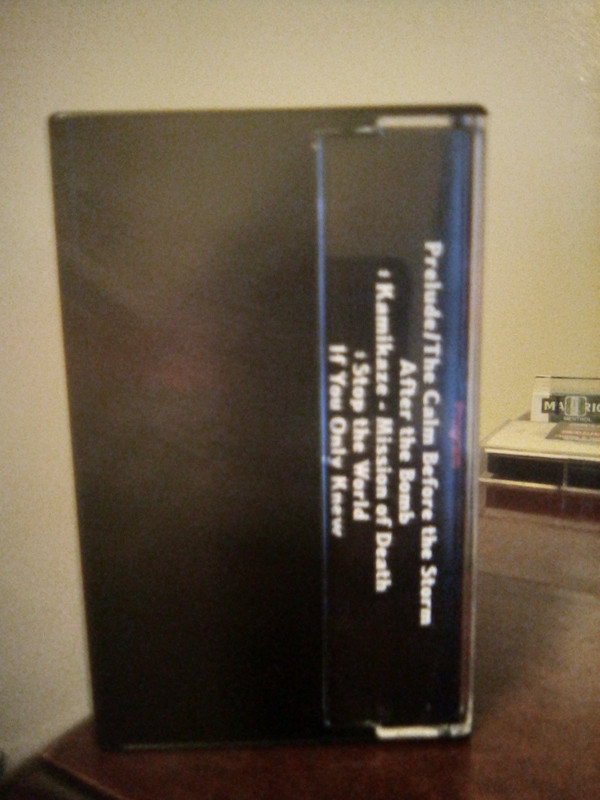 Prelude/The Calm Before the Storm
After the Bomb
Kamikaze - Mission of Death
Stop the World
If You Only Knew